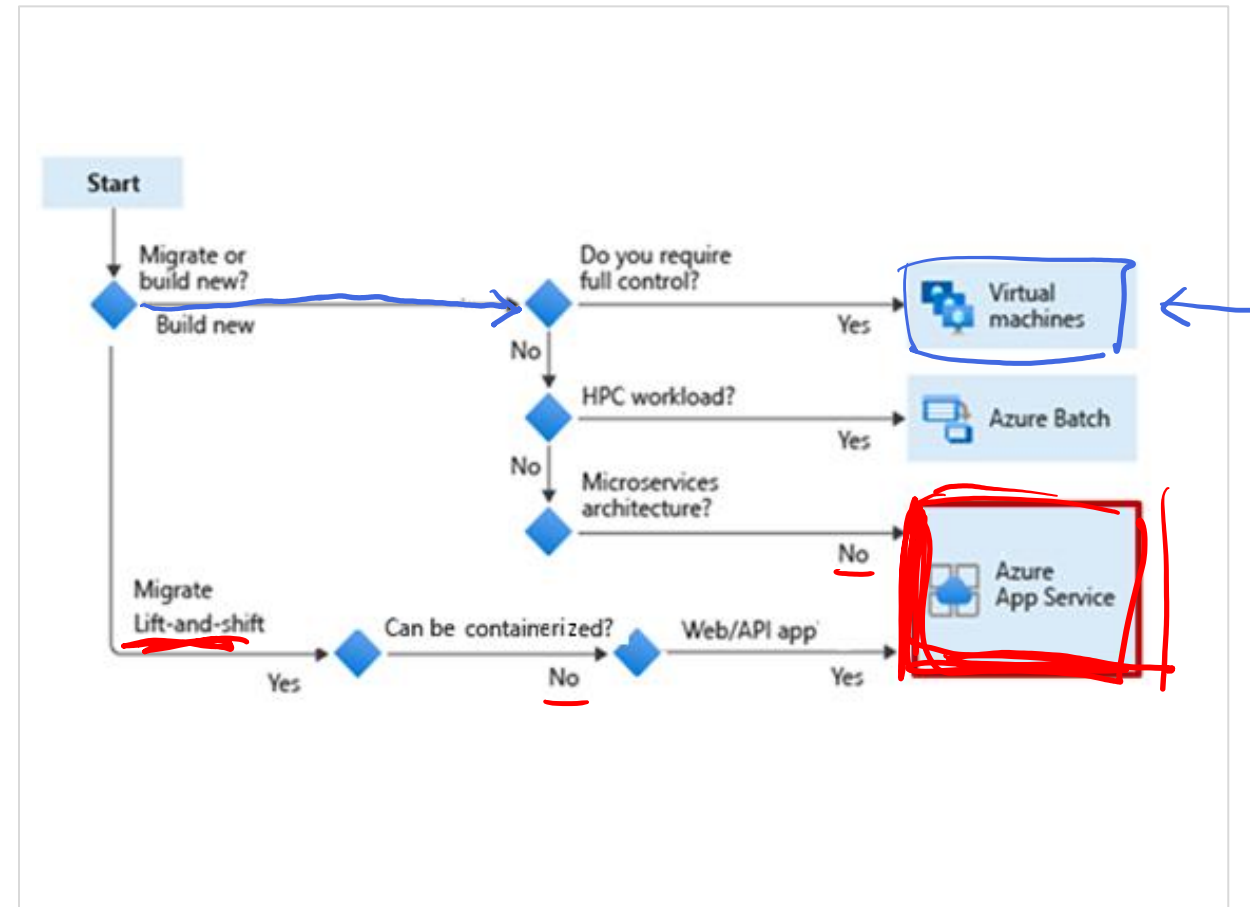 Start
Migrate or
build new?
Build new
Do you require
full control?
Yes
Virtual
machines
No
HPC workload?
Yes
Azure Batch
No
Microservices
architecture?
No
Azure
App Service
Migrate
Lift-and-shift
Yes
Can be containerized?
No
Web/API app
Yes